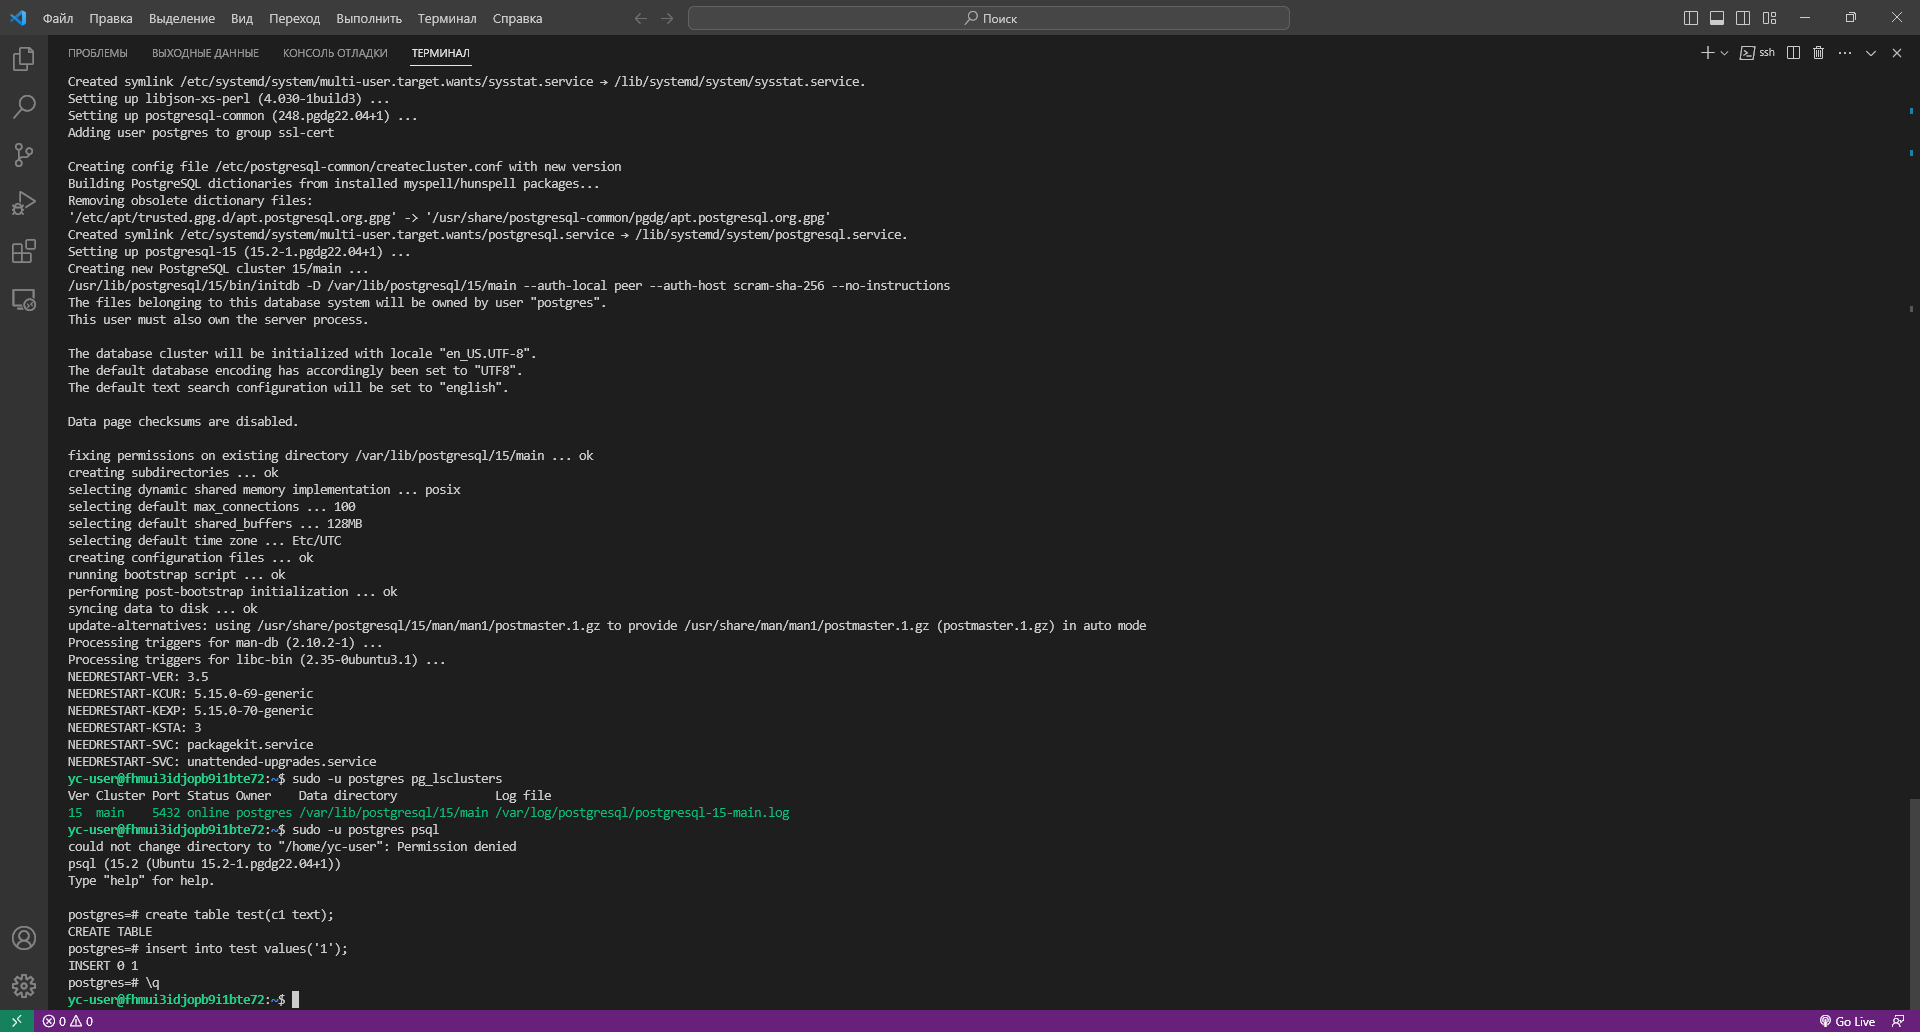 Файл Правка Выделение Вид Переход Выполнить Терминал Справка Поиск
ПРОБЛЕМЫ ВЫХОДНЫЕ ДАННЫЕ КОНСОЛЬ ОТЛАДКИ ТЕРМИНАЛ ssh
Created symlink /etc/systemd/system/multi-user.target.wants/sysstat.service → /lib/systemd/system/sysstat.service.
Setting up libjson-xs-perl (4.030-1build3) ...
Setting up postgresql-common (248.pgdg22.04+1) ...
Adding user postgres to group ssl-cert
Creating config file /etc/postgresql-common/createcluster.conf with new version
Building PostgreSQL dictionaries from installed myspell/hunspell packages...
Removing obsolete dictionary files:
'/etc/apt/trusted.gpg.d/apt.postgresql.org.gpg' -> '/usr/share/postgresql-common/pgdg/apt.postgresql.org.gpg'
Created symlink /etc/systemd/system/multi-user.target.wants/postgresql.service → /lib/systemd/system/postgresql.service.
Setting up postgresql-15 (15.2-1.pgdg22.04+1) ...
Creating new PostgreSQL cluster 15/main ...
/usr/lib/postgresql/15/bin/initdb -D /var/lib/postgresql/15/main --auth-local peer --auth-host scram-sha-256 --no-instructions
The files belonging to this database system will be owned by user "postgres".
This user must also own the server process.
The database cluster will be initialized with locale "en_US.UTF-8".
The default database encoding has accordingly been set to "UTF8".
The default text search configuration will be set to "english".
Data page checksums are disabled.
fixing permissions on existing directory /var/lib/postgresql/15/main ... ok
creating subdirectories ... ok
selecting dynamic shared memory implementation ... posix
selecting default max_connections ... 100
selecting default shared_buffers ... 128MB
selecting default time zone ... Etc/UTC
creating configuration files ... ok
running bootstrap script ... ok
performing post-bootstrap initialization ... ok
syncing data to disk ... ok
update-alternatives: using /usr/share/postgresql/15/man/man1/postmaster.1.gz to provide /usr/share/man/man1/postmaster.1.gz (postmaster.1.gz) in auto mode
Processing triggers for man-db (2.10.2-1) ...
Processing triggers for libc-bin (2.35-0ubuntu3.1) ...
NEEDRESTART-VER: 3.5
NEEDRESTART-KCUR: 5.15.0-69-generic
NEEDRESTART-KEXP: 5.15.0-70-generic
NEEDRESTART-KSTA: 3
NEEDRESTART-SVC: packagekit.service
NEEDRESTART-SVC: unattended-upgrades.service
yc-user@fhmui3idjopb9i1bte72:~$ sudo -u postgres pg_lsclusters
Ver Cluster Port Status Owner    Data directory              Log file
15  main    5432 online postgres /var/lib/postgresql/15/main /var/log/postgresql/postgresql-15-main.log
yc-user@fhmui3idjopb9i1bte72:~$ sudo -u postgres psql
could not change directory to "/home/yc-user": Permission denied
psql (15.2 (Ubuntu 15.2-1.pgdg22.04+1))
Type "help" for help.
postgres=# create table test(c1 text);
CREATE TABLE
postgres=# insert into test values('1');
INSERT 0 1
postgres=# \q
yc-user@fhmui3idjopb9i1bte72:~$
0 0 Go Live